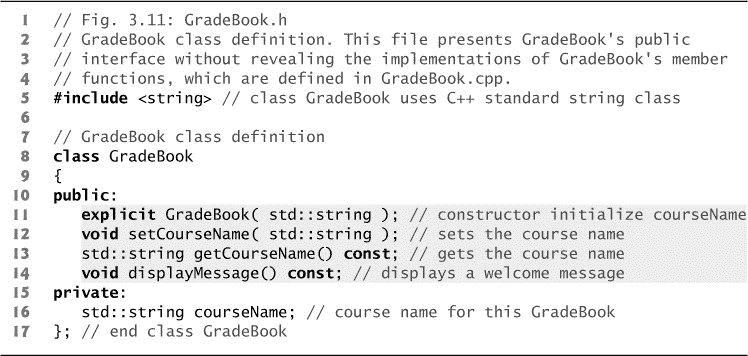 1 // Fig. 3.11: GradeBook.h
2 // GradeBook class definition. This file presents GradeBook's public
3 // interface without revealing the implementations of GradeBook's member
4 // functions, which are defined in GradeBook.cpp.
5 #include <string> // class GradeBook uses C++ standard string class
6
7 // GradeBook class definition
8 class GradeBook
9 {
10 public:
11 explicit GradeBook( std::string ); // constructor initialize courseName
12 void setCourseName( std::string ); // sets the course name
13 std::string getCourseName() const; // gets the course name
14 void displayMessage() const; // displays a welcome message
15 private:
16 std::string courseName; // course name for this GradeBook
17 }; // end class GradeBook